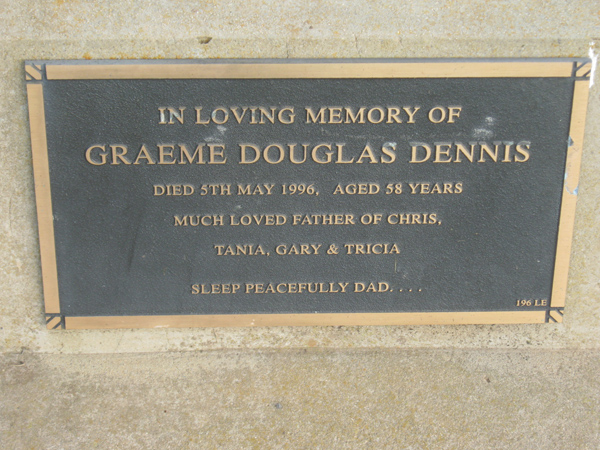 IN LOVING MEMORY OF
GRAEME DOUGLAS DENNIS
DIED 5TH MAY 1996, AGED 58 YEARS
MUCH LOVED FATHER OF CHRIS,
TANIA, GARY & TRICIA
SLEEP PEACEFULLY DAD. . . .
196 LE